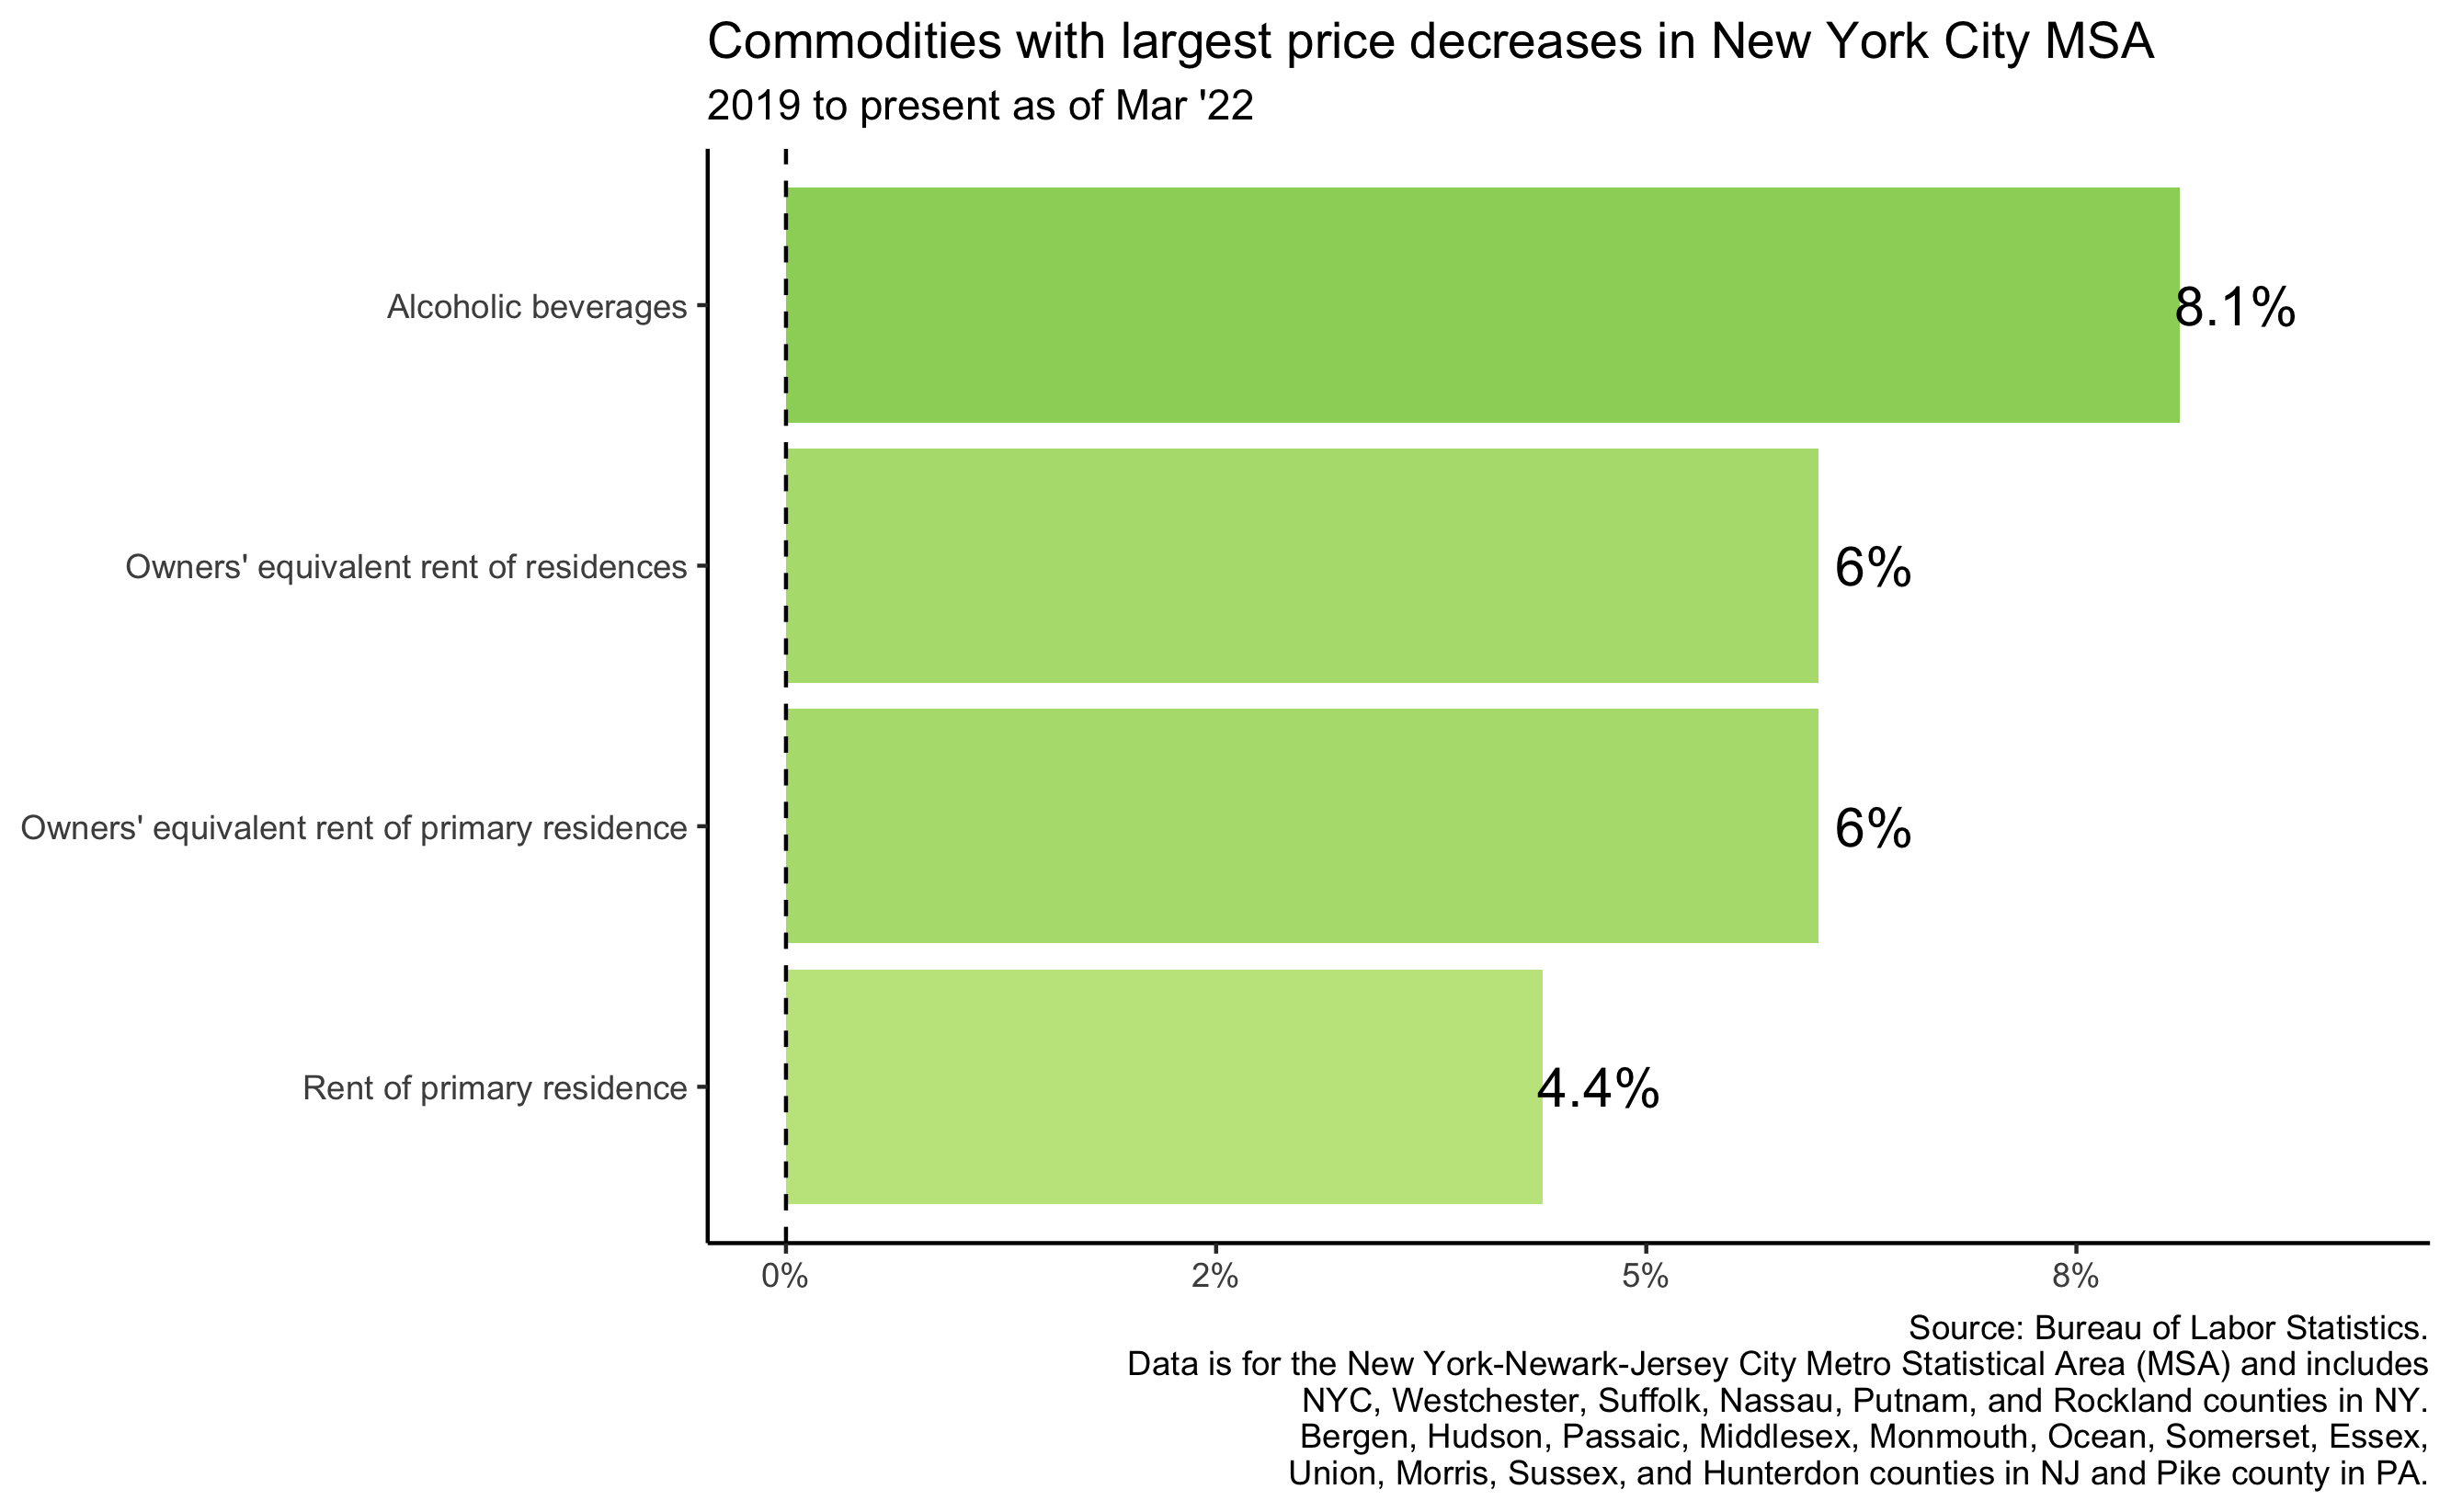 Commodities with largest price decreases in New York City MSA
2019 to present as of Mar '22
Alcoholic beverages
8.1%
Owners' equivalent rent of residences
6%
Owners' equivalent rent of primary residence
6%
Rent of primary residence
4.4%
0%
2%
5%
8%
Source: Bureau of Labor Statistics.
Data is for the New York-Newark-Jersey City Metro Statistical Area (MSA) and includes
NYC, Westchester, Suffolk, Nassau, Putnam, and Rockland counties in NY.
Bergen, Hudson, Passaic, Middlesex, Monmouth, Ocean, Somerset, Essex,
Union, Morris, Sussex, and Hunterdon counties in NJ and Pike county in PA.